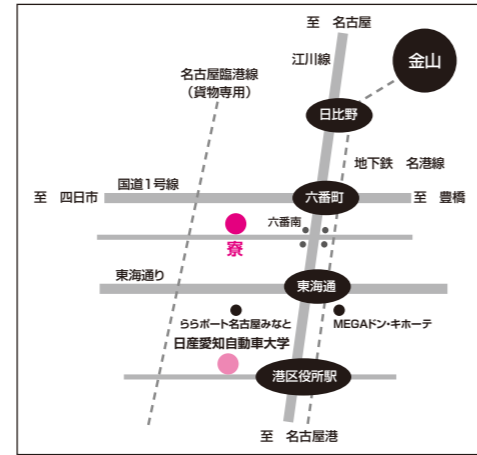 至　名古屋
江川線
金山
名古屋臨港線
（貨物専用）
日比野
地下鉄　名港線
国道1号線
至　四日市
六番町
至　豊橋
六番南
寮
東海通り
東海通
ららポート名古屋みなと
MEGAドン・キホーテ
日産愛知自動車大学
港区役所駅
至　名古屋港